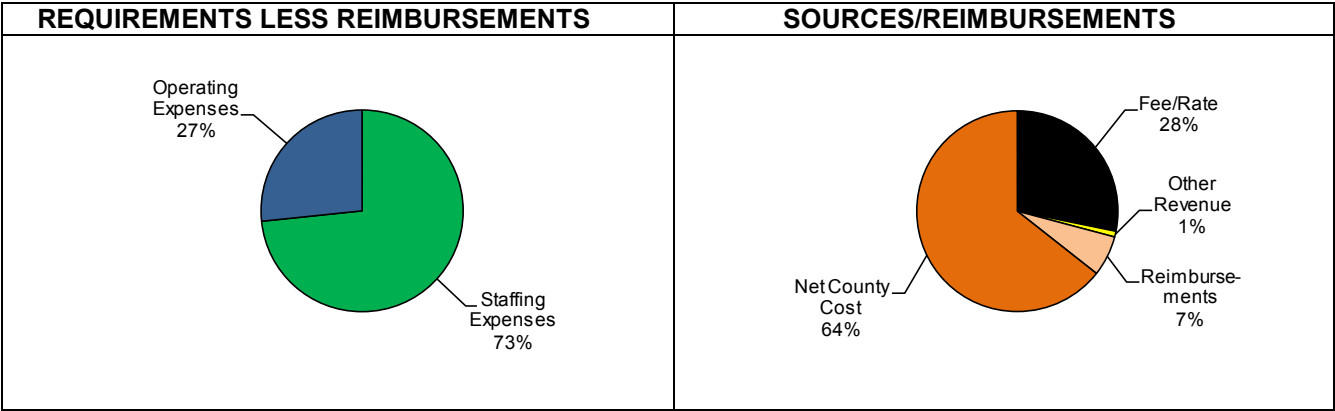 REQUIREMENTS LESS REIMBURSEMENTS
Operating
Expenses
27%
Staffing
Expenses
73%
SOURCES/REIMBURSEMENTS
Fee/Rate
28%
Other
Revenue
1%
Reimburse-
ments
7%
Net County
Cost
64%